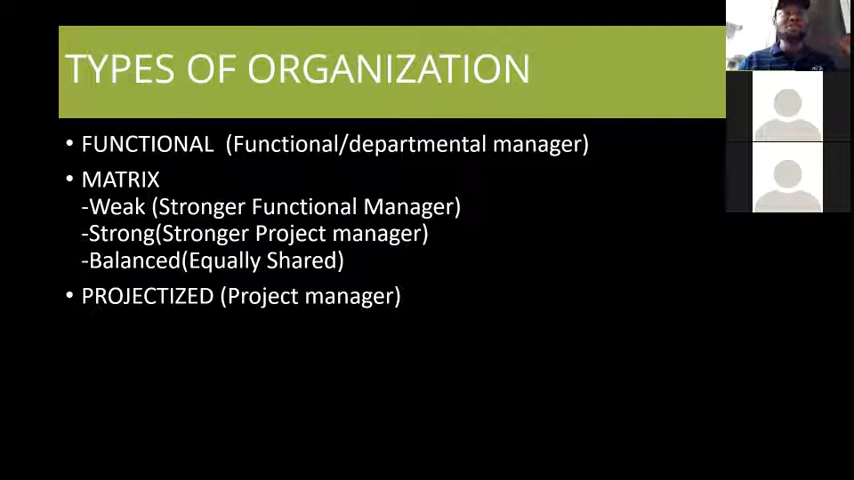 TYPES OF ORGANIZATION
• FUNCTIONAL (Functional/departmental manager)
• MATRIX
-Weak (Stronger Functional Manager)
-Strong(Stronger Project manager)
-Balanced(Equally Shared)
• PROJECTIZED (Project manager)